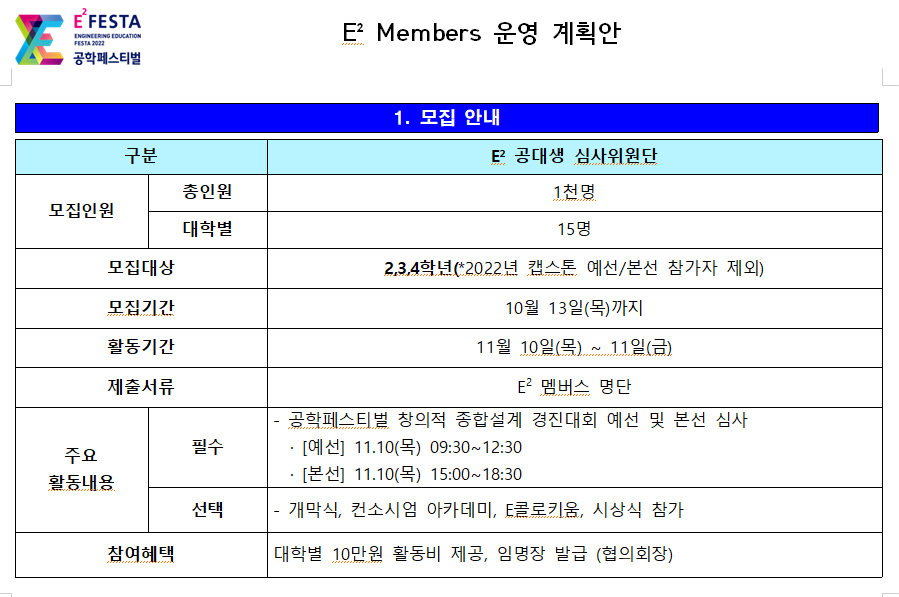 E² FESTA
ENGINEERING EDUCATION
FESTA 2022
공학페스티벌
E² Members 운영 계획안
1. 모집 안내
구분
E² 공대생 심사위원단
모집인원
총인원
1천명
대학별
15명
모집대상
2,3,4학년(*2022년 캡스톤 예선/본선 참가자 제외)
모집기간
10월 13일(목)까지
활동기간
11월 10일(목) ~ 11일(금)
제출서류
E² 멤버스 명단
주요
활동내용
필수
- 공학페스티벌 창의적 종합설계 경진대회 예선 및 본선 심사
· [예선] 11.10(목) 09:30~12:30
· [본선] 11.10(목) 15:00~18:30
선택
- 개막식, 컨소시엄 아카데미, E콜로키움, 시상식 참가
참여혜택
대학별 10만원 활동비 제공, 임명장 발급 (협의회장)